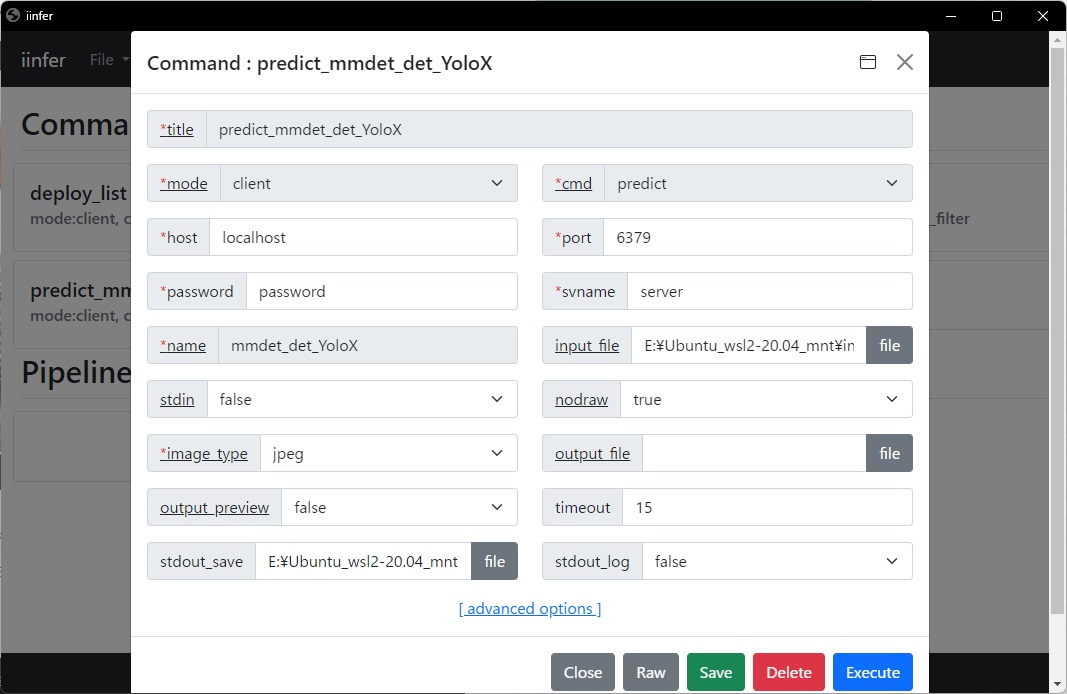 iinfer
iinfer File
Command : predict_mmdet_det_YoloX
Comma
*title predict_mmdet_det_YoloX
deploy_list
mode:client, c
_filter
*mode client *cmd predict
*host localhost *port 6379
predict_mm
mode:client, c
*password password *svname server
*name mmdet_det_YoloX input_file E:¥Ubuntu_wsl2-20.04_mnt¥in file
Pipeline
stdin false nodraw true
*image_type jpeg output_file file
output_preview false timeout 15
stdout_save E:¥Ubuntu_wsl2-20.04_mnt file stdout_log false
[ advanced options ]
Close Raw Save Delete Execute